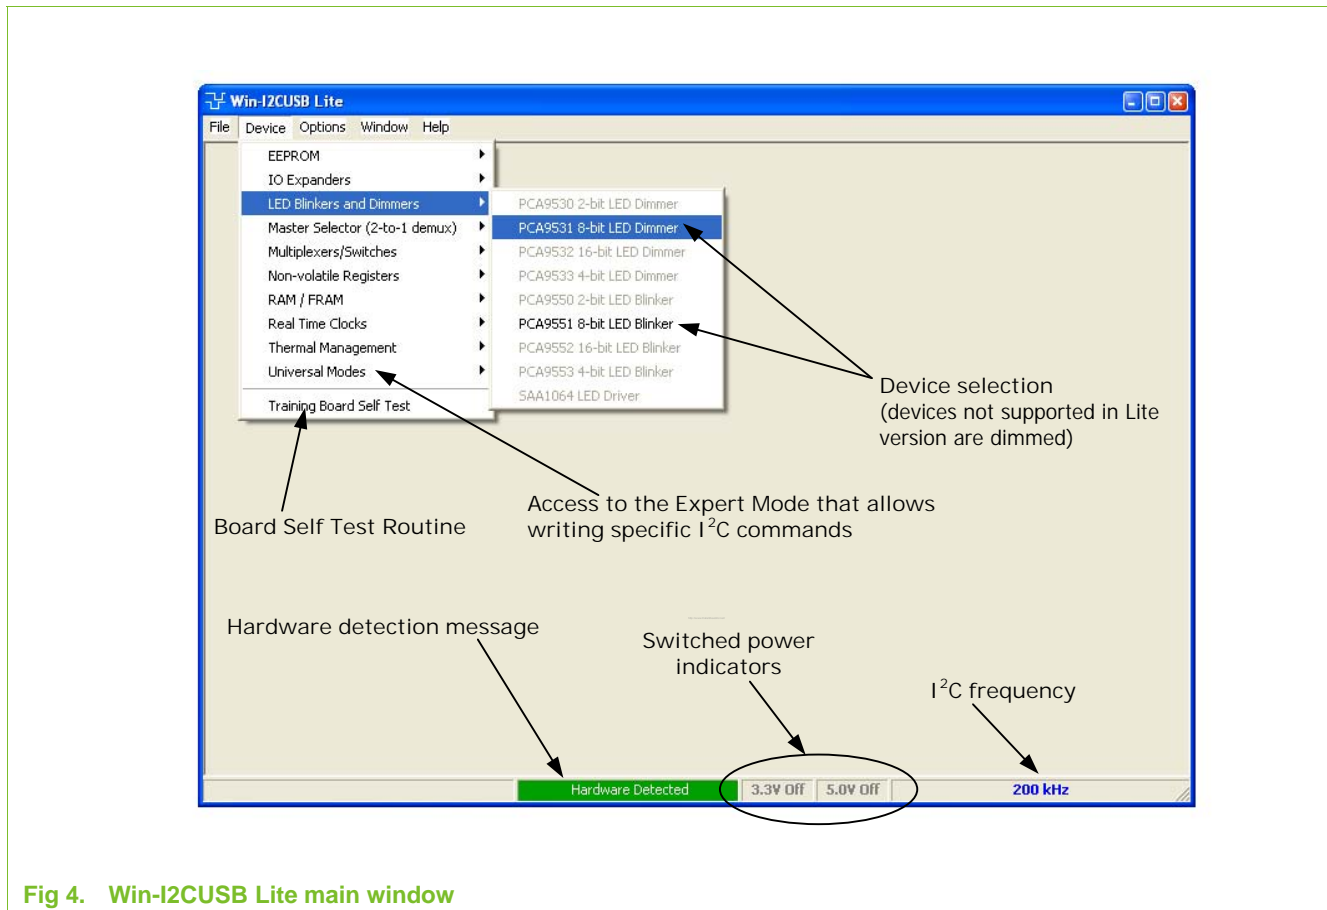 Win-I2CUSB Lite
File Device Options Window Help
EEPROM
IO Expanders
LED Blinkers and Dimmers
Master Selector (2-to-1 demux)
Multiplexers/Switches
Non-volatile Registers
RAM / FRAM
Real Time Clocks
Thermal Management
Universal Modes
Training Board Self Test
PCA9530 2-bit LED Dimmer
PCA9531 8-bit LED Dimmer
PCA9532 16-bit LED Dimmer
PCA9533 4-bit LED Dimmer
PCA9550 2-bit LED Blinker
PCA9551 8-bit LED Blinker
PCA9552 16-bit LED Blinker
PCA9553 4-bit LED Blinker
SAA1064 LED Driver
Device selection
(devices not supported in Lite
version are dimmed)
Access to the Expert Mode that allows
writing specific I²C commands
Board Self Test Routine
Hardware detection message
Switched power
indicators
I²C frequency
Hardware Detected 3.3V Off 5.0V Off 200 kHz
Fig 4. Win-I2CUSB Lite main window